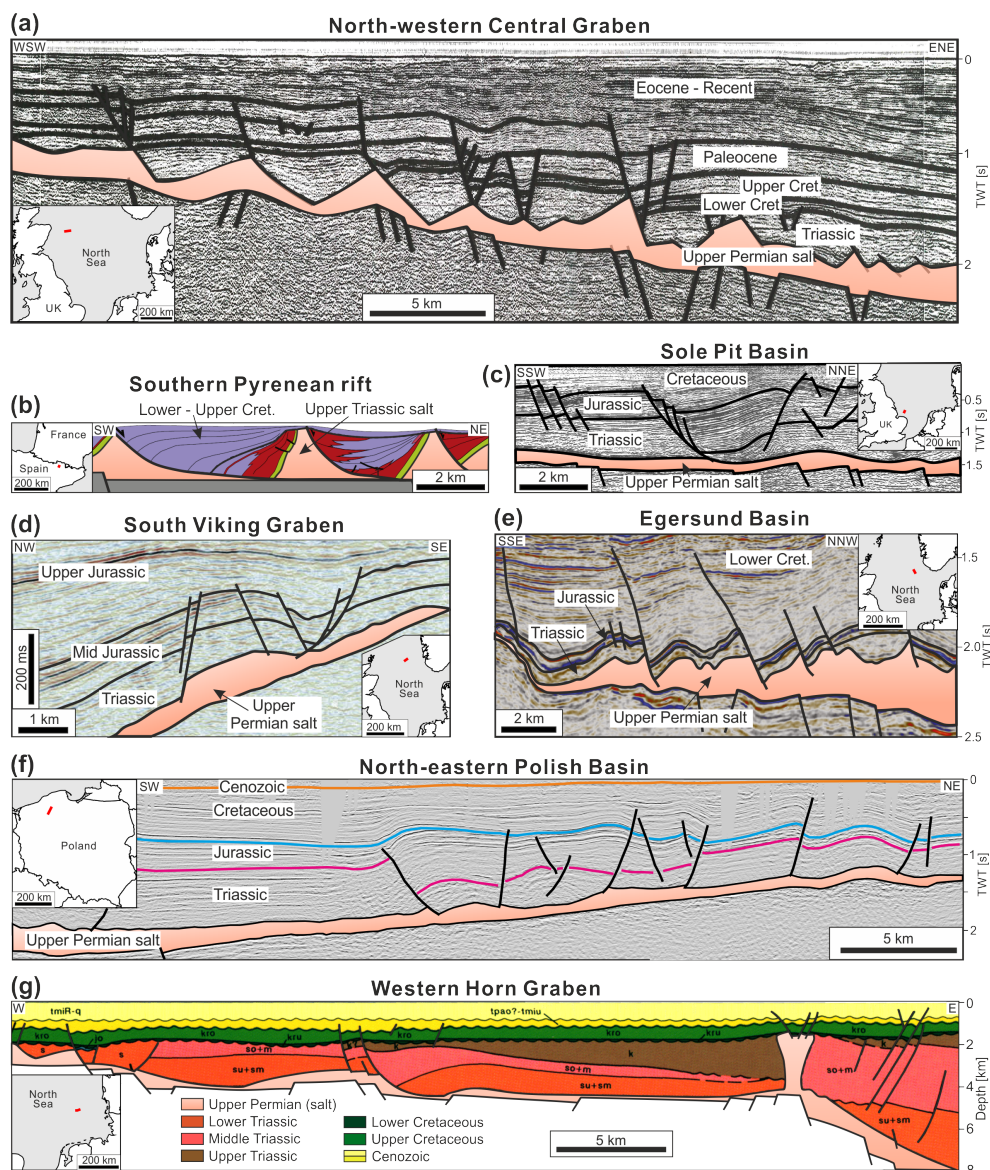 (a) North-western Central Graben
WSW
ENE
0
Eocene - Recent
Paleocene
1
Upper Cret.
Lower Cret.
Triassic
Upper Permian salt
2
TWT [s]
North
Sea
UK
200 km
5 km
Sole Pit Basin
(c)
SSW
NNE
Cretaceous
Jurassic
Triassic
Upper Permian salt
0.5
1.0
1.5
TWT [s]
2 km
UK
200 km
Southern Pyrenean rift
(b)
Lower - Upper Cret.
Upper Triassic salt
SW
NE
France
Spain
200 km
2 km
(d) South Viking Graben
NW
SE
Upper Jurassic
Mid Jurassic
Triassic
Upper
Permian salt
200 ms
1 km
North
Sea
200 km
(e) Egersund Basin
SSE
NNW
Lower Cret.
Jurassic
Triassic
Upper Permian salt
1.5
2.0
2.5
TWT [s]
2 km
North
Sea
200 km
(f) North-eastern Polish Basin
SW
NE
Cenozoic
Cretaceous
Jurassic
Triassic
Upper Permian salt
0
1
2
TWT [s]
Poland
200 km
5 km
(g) Western Horn Graben
W
E
tmiR-q
tpao?-tmiu
kro
jo
kro
kru
kro
kro
kru
kro
s
s
so+m
su+sm
k
k
so+m
su+sm
k
so+m
su+sm
0
2
4
6
8
Depth [km]
North
Sea
200 km
Upper Permian (salt)
Lower Triassic
Middle Triassic
Upper Triassic
Lower Cretaceous
Upper Cretaceous
Cenozoic
5 km